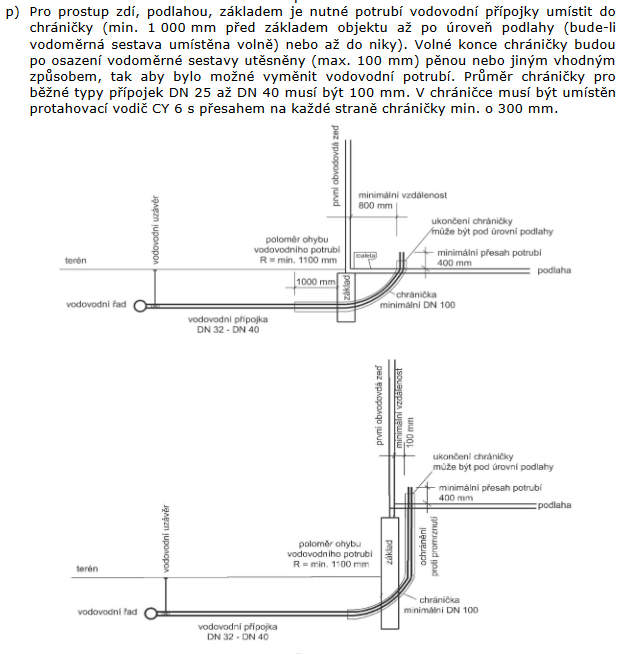 p) Pro prostup zdí, podlahou, základem je nutné potrubí vodovodní přípojky umístit do
chráničky (min. 1 000 mm před základem objektu až po úroveň podlahy (bude-li
vodoměrná sestava umístěna volně) nebo až do niky). Volné konce chráničky budou
po osazení vodoměrné sestavy utěsněny (max. 100 mm) pěnou nebo jiným vhodným
způsobem, tak aby bylo možné vyměnit vodovodní potrubí. Průměr chráničky pro
běžné typy přípojek DN 25 až DN 40 musí být 100 mm. V chráničce musí být umístěn
protahovací vodič CY 6 s přesahem na každé straně chráničky min. o 300 mm.
první obvodová zeď
minimální vzdálenost
800 mm
vodovodní uzávěr
ukončení chráničky
může být pod úrovní podlahy
poloměr ohybu
vodovodního potrubí
R = min. 1100 mm
minimální přesah potrubí
400 mm
terén
podlaha
1000 mm
základ
chránička
minimální DN 100
vodovodní řad
vodovodní přípojka
DN 32 - DN 40
první obvodová zeď
minimální vzdálenost
100 mm
ukončení chráničky
může být pod úrovní podlahy
minimální přesah potrubí
400 mm
podlaha
vodovodní uzávěr
poloměr ohybu
vodovodního potrubí
R = min. 1100 mm
základ
ochránění
proti promrznutí
terén
chránička
minimální DN 100
vodovodní řad
vodovodní přípojka
DN 32 - DN 40